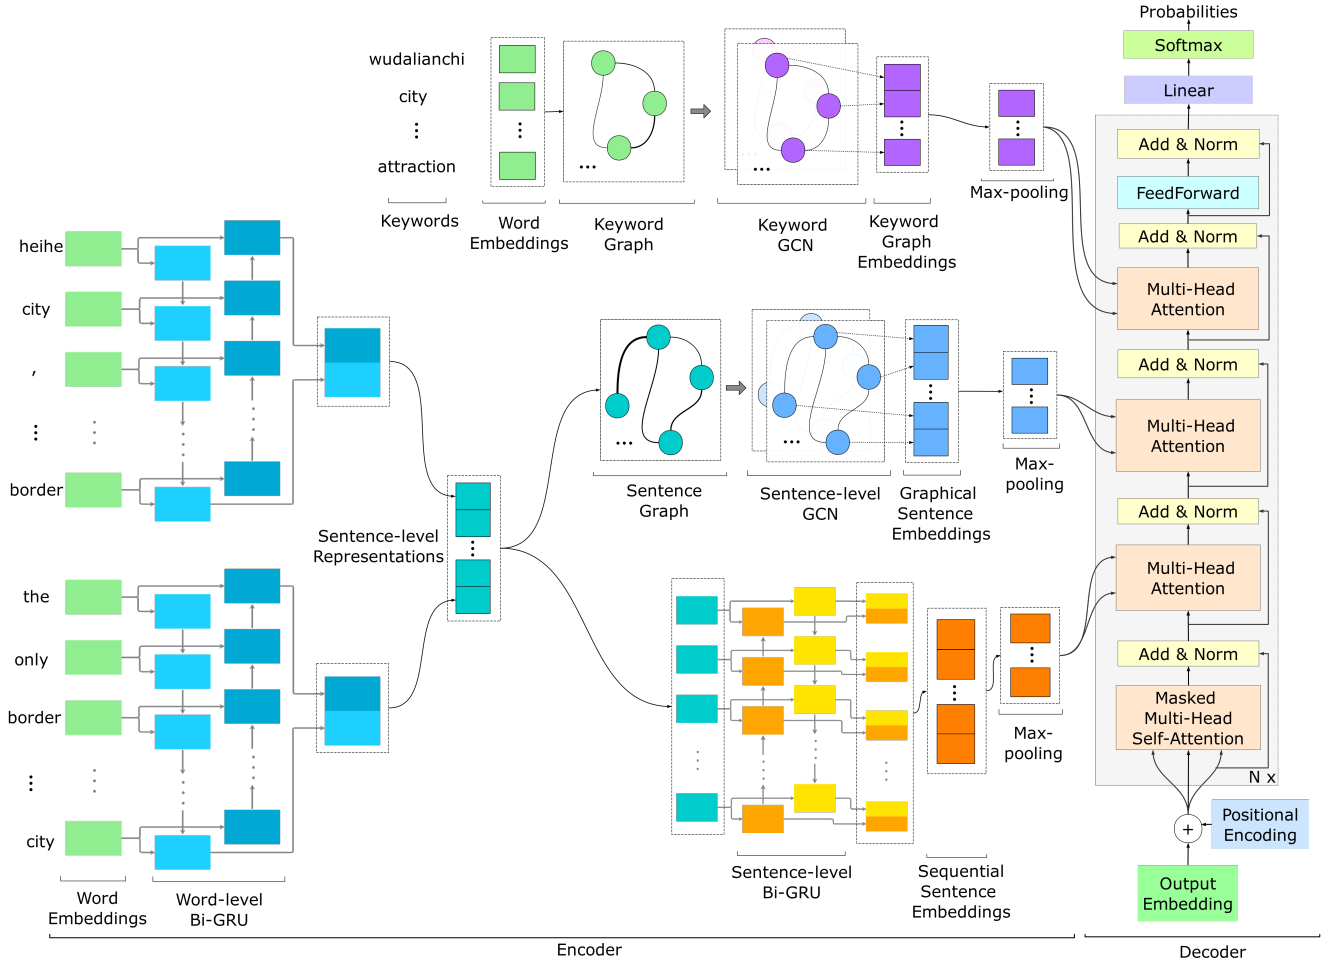 Probabilities
Softmax
Linear
Add & Norm
FeedForward
Add & Norm
Multi-Head
Attention
Add & Norm
Multi-Head
Attention
Add & Norm
Multi-Head
Attention
Add & Norm
Masked
Multi-Head
Self-Attention
N x
+
Positional
Encoding
Output
Embedding
Decoder
wudalianchi
city
⋮
attraction
Keywords
Word
Embeddings
...
Keyword
Graph
...
Keyword
GCN
Keyword
Graph
Embeddings
Max-pooling
heihe
city
,
⋮
border
the
only
border
⋮
city
Word
Embeddings
Word-level
Bi-GRU
Sentence-level
Representations
...
Sentence
Graph
...
Sentence-level
GCN
Graphical
Sentence
Embeddings
Max-
pooling
Sentence-level
Bi-GRU
Sequential
Sentence
Embeddings
Max-
pooling
Encoder